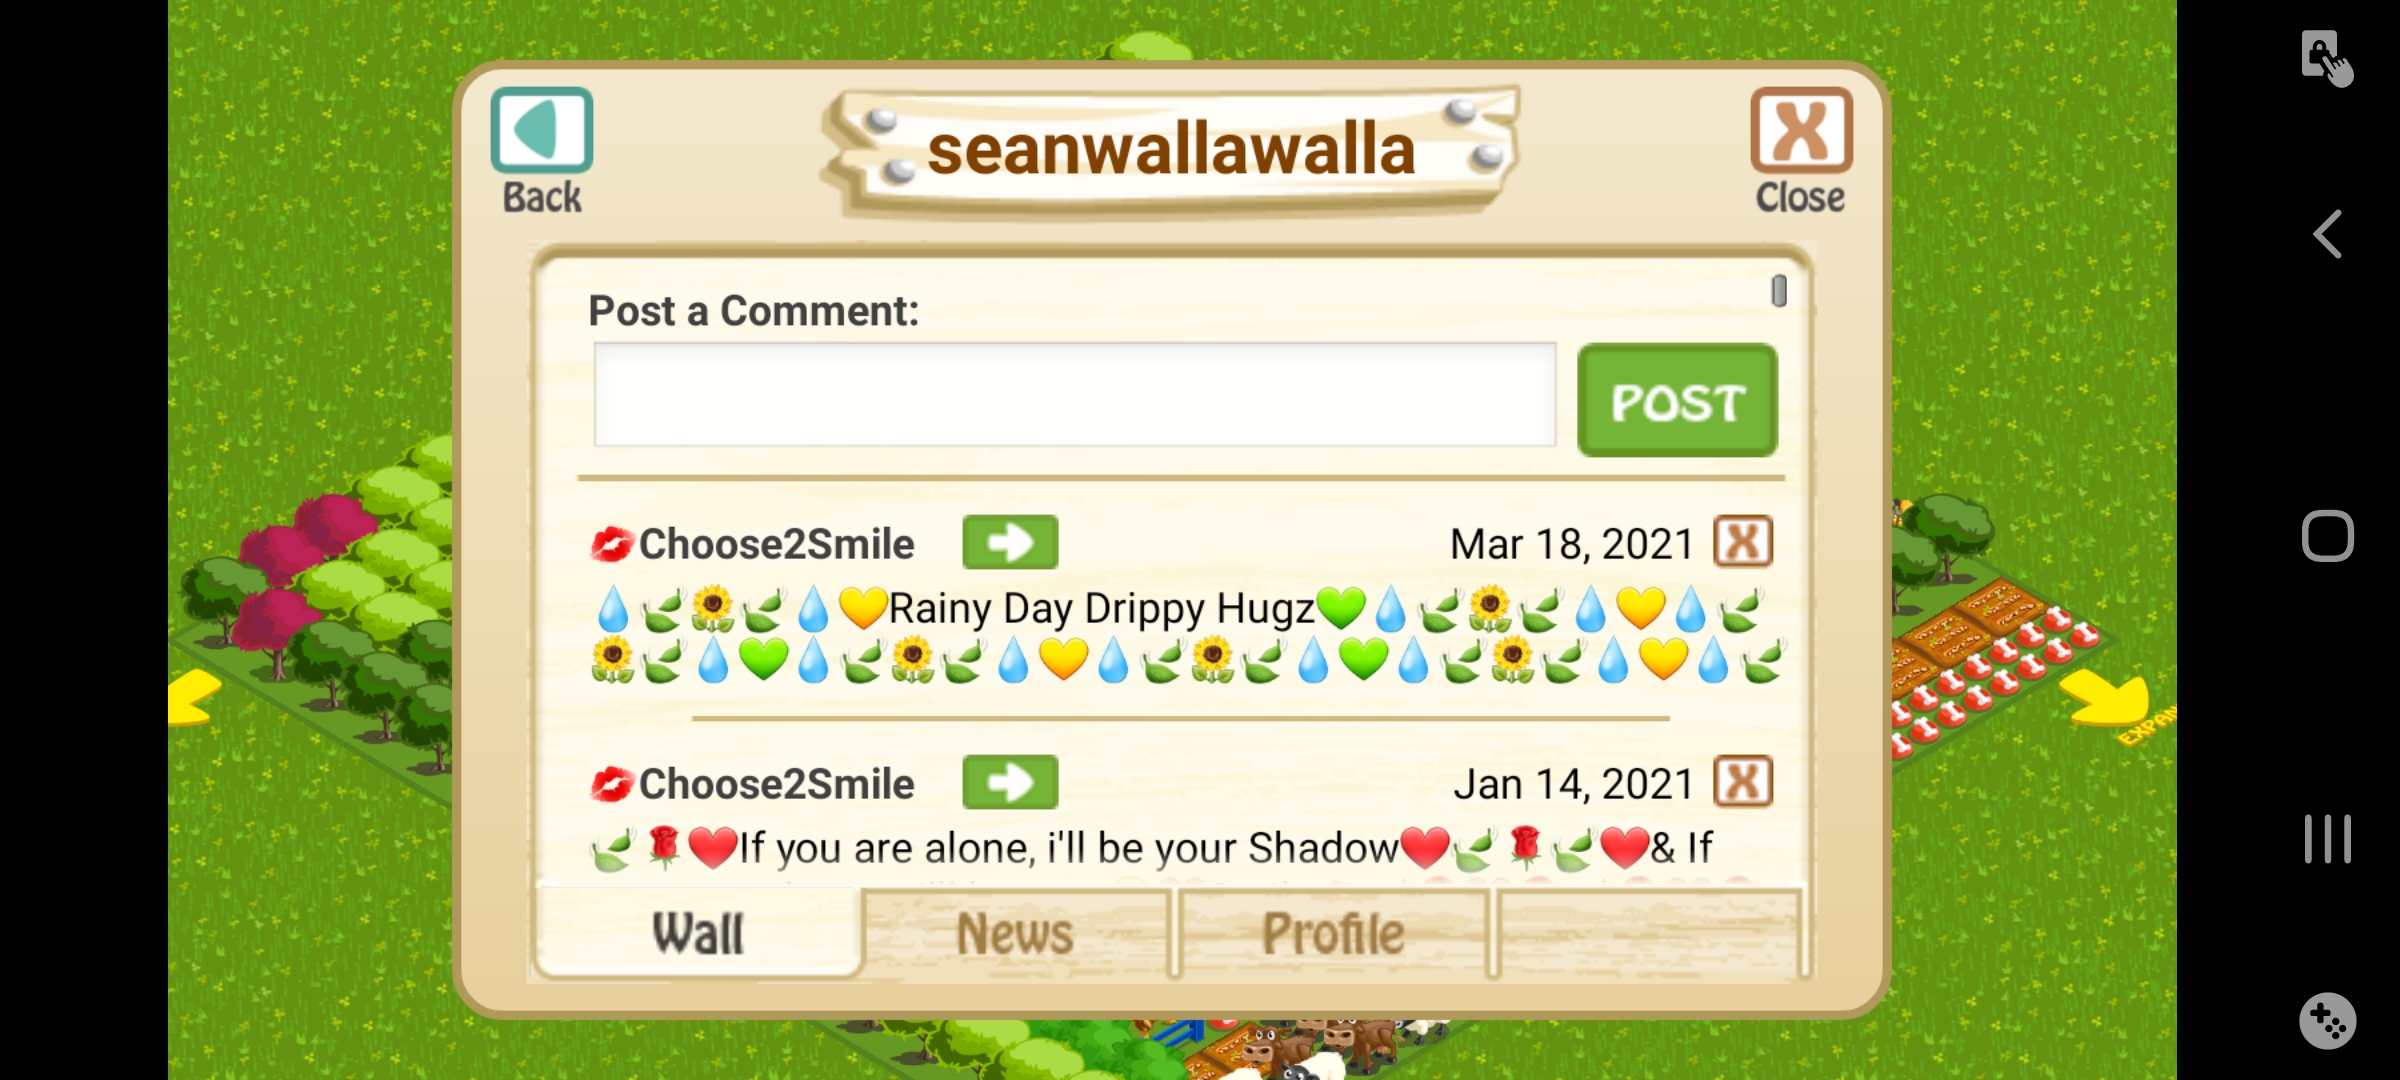 seanwallawalla
Back
Close
Post a Comment:
POST
💋Choose2Smile
Mar 18, 2021
💧🍃🌻🍃💧💛Rainy Day Drippy Hugz💚💧🍃🌻🍃💧💛💧🍃
🌻🍃💧💚💧🍃🌻🍃💧💛💧🍃🌻🍃💧💚💧🍃🌻🍃💧💛💧🍃
💋Choose2Smile
Jan 14, 2021
🍃🌹❤️If you are alone, i'll be your Shadow❤️🍃🌹🍃❤️& If
Wall
News
Profile